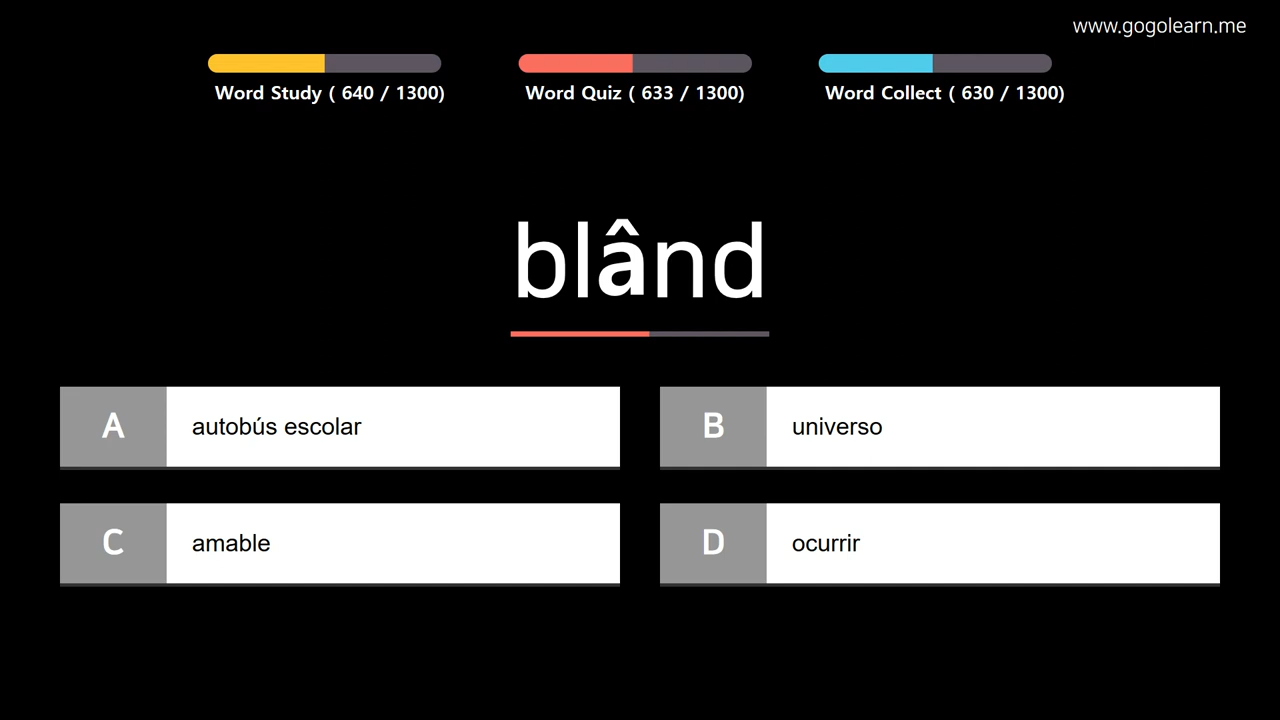 www.gogolearn.me
Word Study ( 640 / 1300)
Word Quiz ( 633 / 1300)
Word Collect ( 630 / 1300)
blând
A autobús escolar
B universo
C amable
D ocurrir